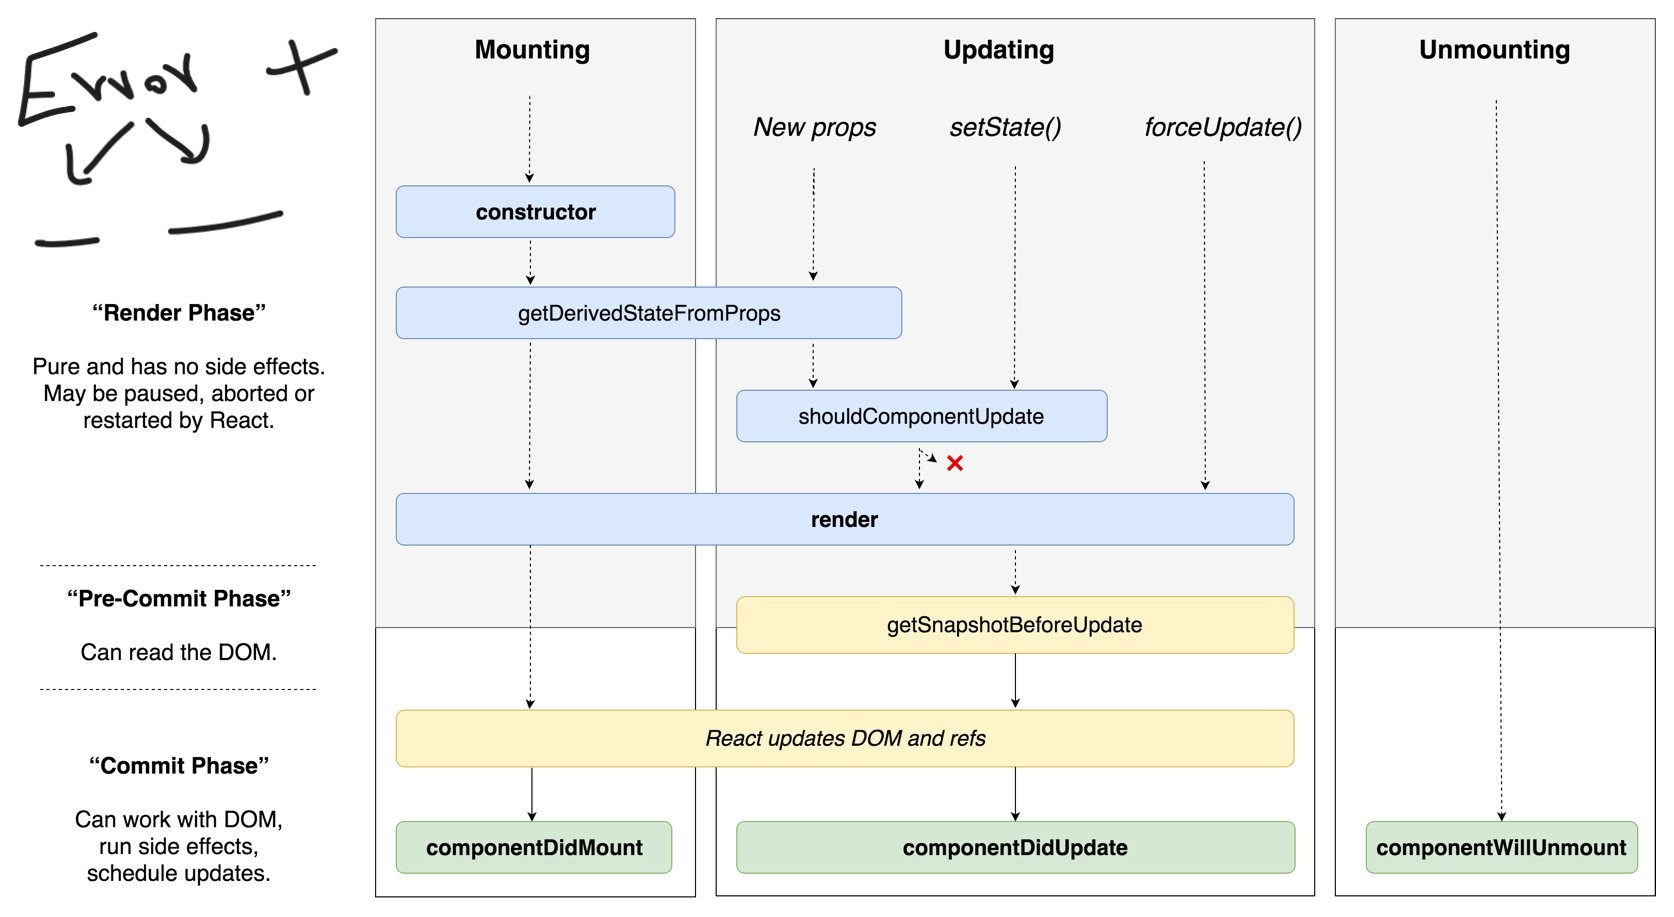 Error +
Mounting
Updating
Unmounting
New props
setState()
forceUpdate()
constructor
getDerivedStateFromProps
shouldComponentUpdate
render
getSnapshotBeforeUpdate
React updates DOM and refs
componentDidMount
componentDidUpdate
componentWillUnmount
“Render Phase”
Pure and has no side effects.
May be paused, aborted or
restarted by React.
“Pre-Commit Phase”
Can read the DOM.
“Commit Phase”
Can work with DOM,
run side effects,
schedule updates.